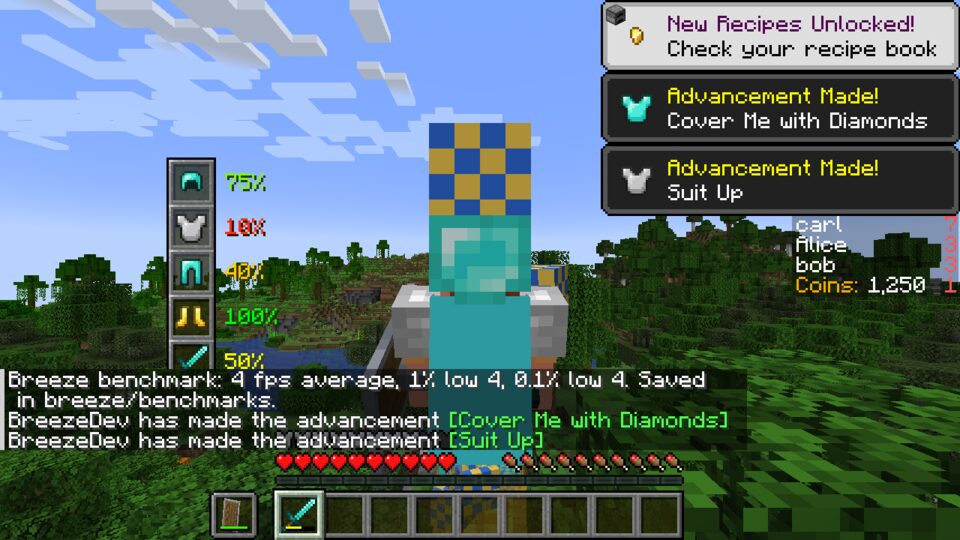 New Recipes Unlocked!
Check your recipe book
Advancement Made!
Cover Me with Diamonds
Advancement Made!
Suit Up
75%
10%
40%
100%
50%
carl
Alice
bob
Coins: 1,250
Breeze benchmark: 4 fps average, 1% low 4, 0.1% low 4. Saved
in breeze/benchmarks.
BreezeDev has made the advancement [Cover Me with Diamonds]
BreezeDev has made the advancement [Suit Up]